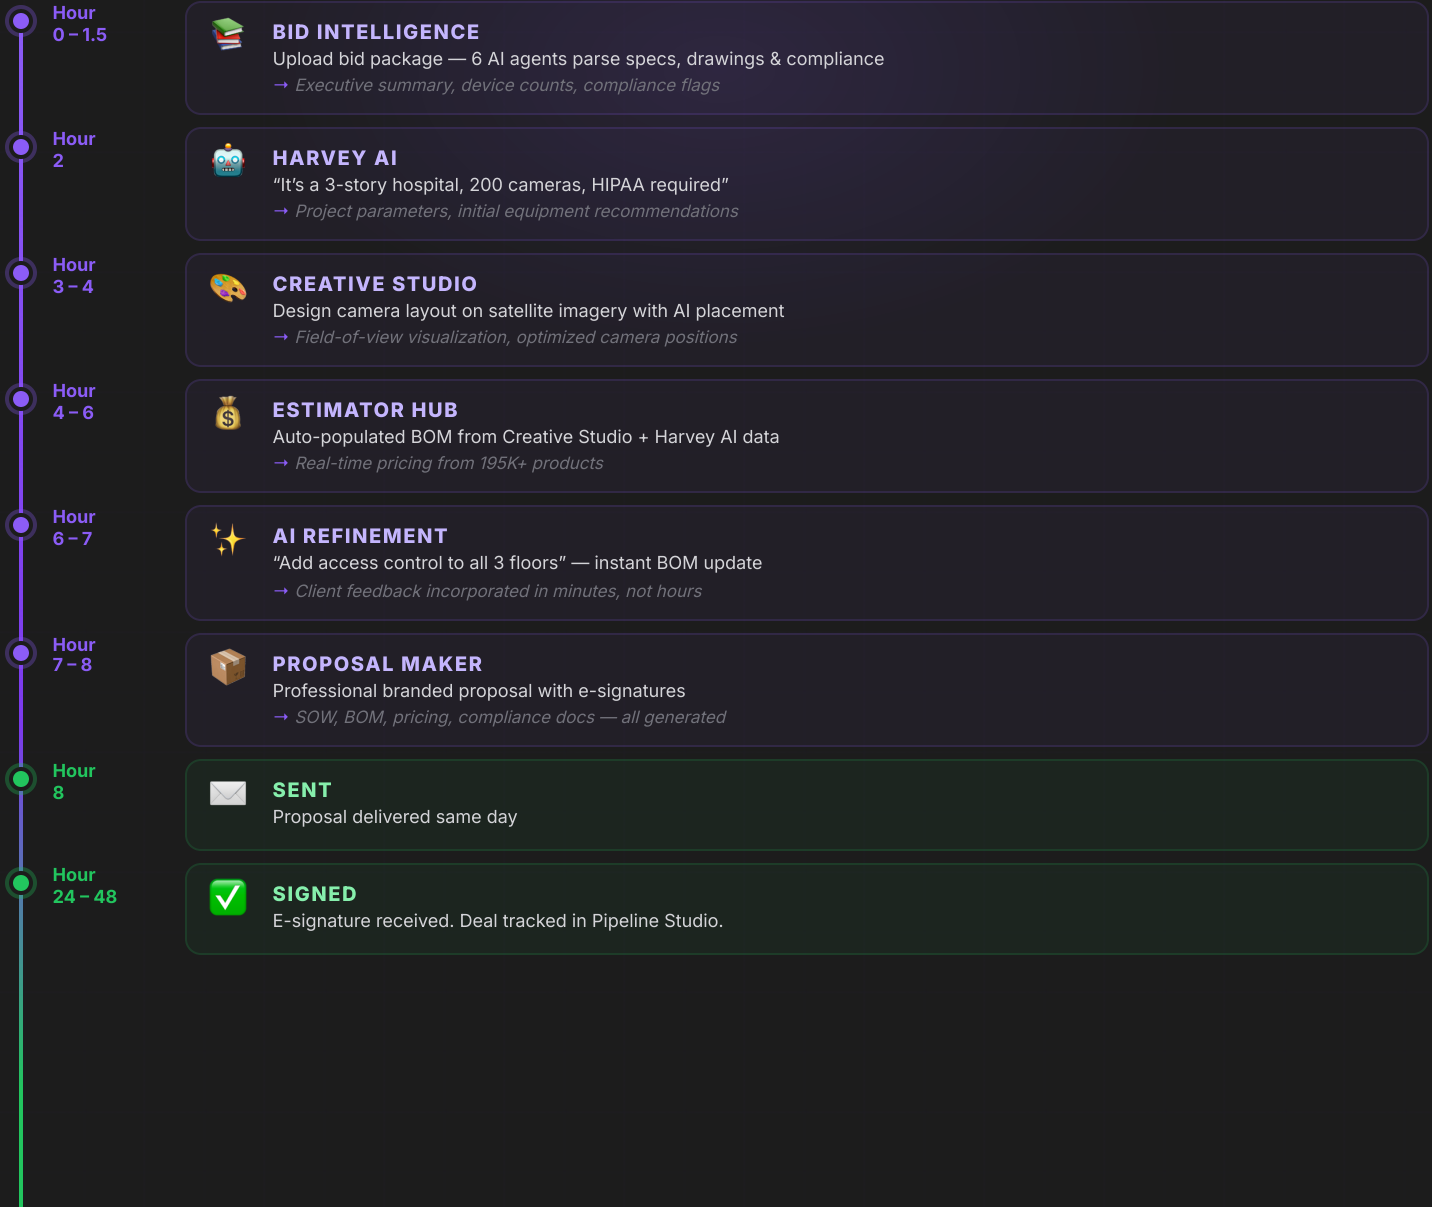 Hour
0 – 1.5
BID INTELLIGENCE
Upload bid package — 6 AI agents parse specs, drawings & compliance
→ Executive summary, device counts, compliance flags
Hour
2
HARVEY AI
“It’s a 3-story hospital, 200 cameras, HIPAA required”
→ Project parameters, initial equipment recommendations
Hour
3 – 4
CREATIVE STUDIO
Design camera layout on satellite imagery with AI placement
→ Field-of-view visualization, optimized camera positions
Hour
4 – 6
ESTIMATOR HUB
Auto-populated BOM from Creative Studio + Harvey AI data
→ Real-time pricing from 195K+ products
Hour
6 – 7
AI REFINEMENT
“Add access control to all 3 floors” — instant BOM update
→ Client feedback incorporated in minutes, not hours
Hour
7 – 8
PROPOSAL MAKER
Professional branded proposal with e-signatures
→ SOW, BOM, pricing, compliance docs — all generated
Hour
8
SENT
Proposal delivered same day
Hour
24 – 48
SIGNED
E-signature received. Deal tracked in Pipeline Studio.